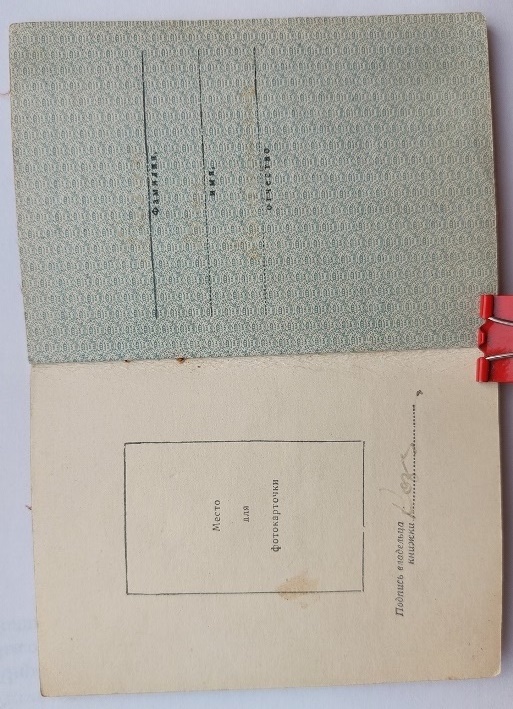 Фамилия,
имя,
отчество
Место
для
фотокарточки
Подпись владельца
книжки